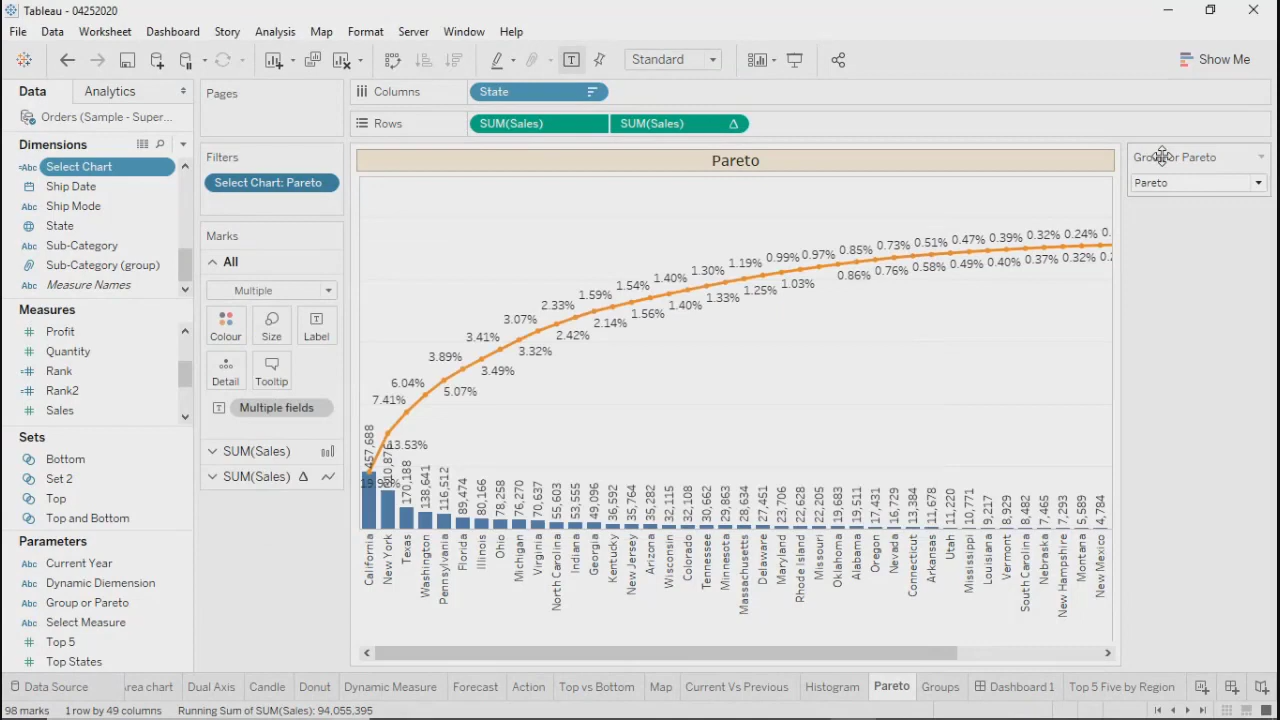 Tableau - 04252020
File Data Worksheet Dashboard Story Analysis Map Format Server Window Help
Standard
Show Me
Data Analytics
Orders (Sample - Super...
Dimensions
Abc Select Chart
Ship Date
Abc Ship Mode
State
Abc Sub-Category
Sub-Category (group)
Abc Measure Names
Measures
Profit
Quantity
Rank
Rank2
Sales
Sets
Bottom
Set 2
Top
Top and Bottom
Parameters
Abc Current Year
Abc Dynamic Diemension
Abc Group or Pareto
Abc Select Measure
Top 5
Top States
Pages
Filters
Select Chart: Pareto
Marks
All
Multiple
Colour Size Label
Detail Tooltip
Multiple fields
SUM(Sales)
SUM(Sales) Δ
Columns State
Rows SUM(Sales) SUM(Sales) Δ
Pareto
Group or Pareto
Pareto
13.53% 7.41% 6.04% 5.07% 3.89% 3.49% 3.41% 3.32% 3.07% 2.42% 2.33% 2.14% 1.59% 1.56% 1.54% 1.40% 1.40% 1.33% 1.30% 1.25% 1.19% 1.03% 0.99% 0.97% 0.86% 0.85% 0.76% 0.73% 0.58% 0.51% 0.49% 0.47% 0.40% 0.39% 0.37% 0.32% 0.32% 0.24%
457,688 170,188 138,641 116,512 89,474 80,166 78,258 76,270 70,637 55,603 53,555 49,096 36,592 35,764 35,282 32,115 32,108 30,662 29,863 28,634 27,451 23,706 22,628 22,205 19,683 19,511 17,431 16,729 13,384 11,678 11,220 10,771 9,217 8,929 8,482 7,465 7,293 5,589 4,784
California New York Texas Washington Pennsylvania Florida Illinois Ohio Michigan Virginia North Carolina Indiana Georgia Kentucky New Jersey Arizona Wisconsin Colorado Tennessee Minnesota Massachusetts Delaware Maryland Rhode Island Missouri Oklahoma Alabama Oregon Nevada Connecticut Arkansas Utah Mississippi Louisiana Vermont South Carolina Nebraska New Hampshire Montana New Mexico
Data Source Area chart Dual Axis Candle Donut Dynamic Measure Forecast Action Top vs Bottom Map Current Vs Previous Histogram Pareto Groups Dashboard 1 Top 5 Five by Region
98 marks 1 row by 49 columns Running Sum of SUM(Sales): 94,055,395